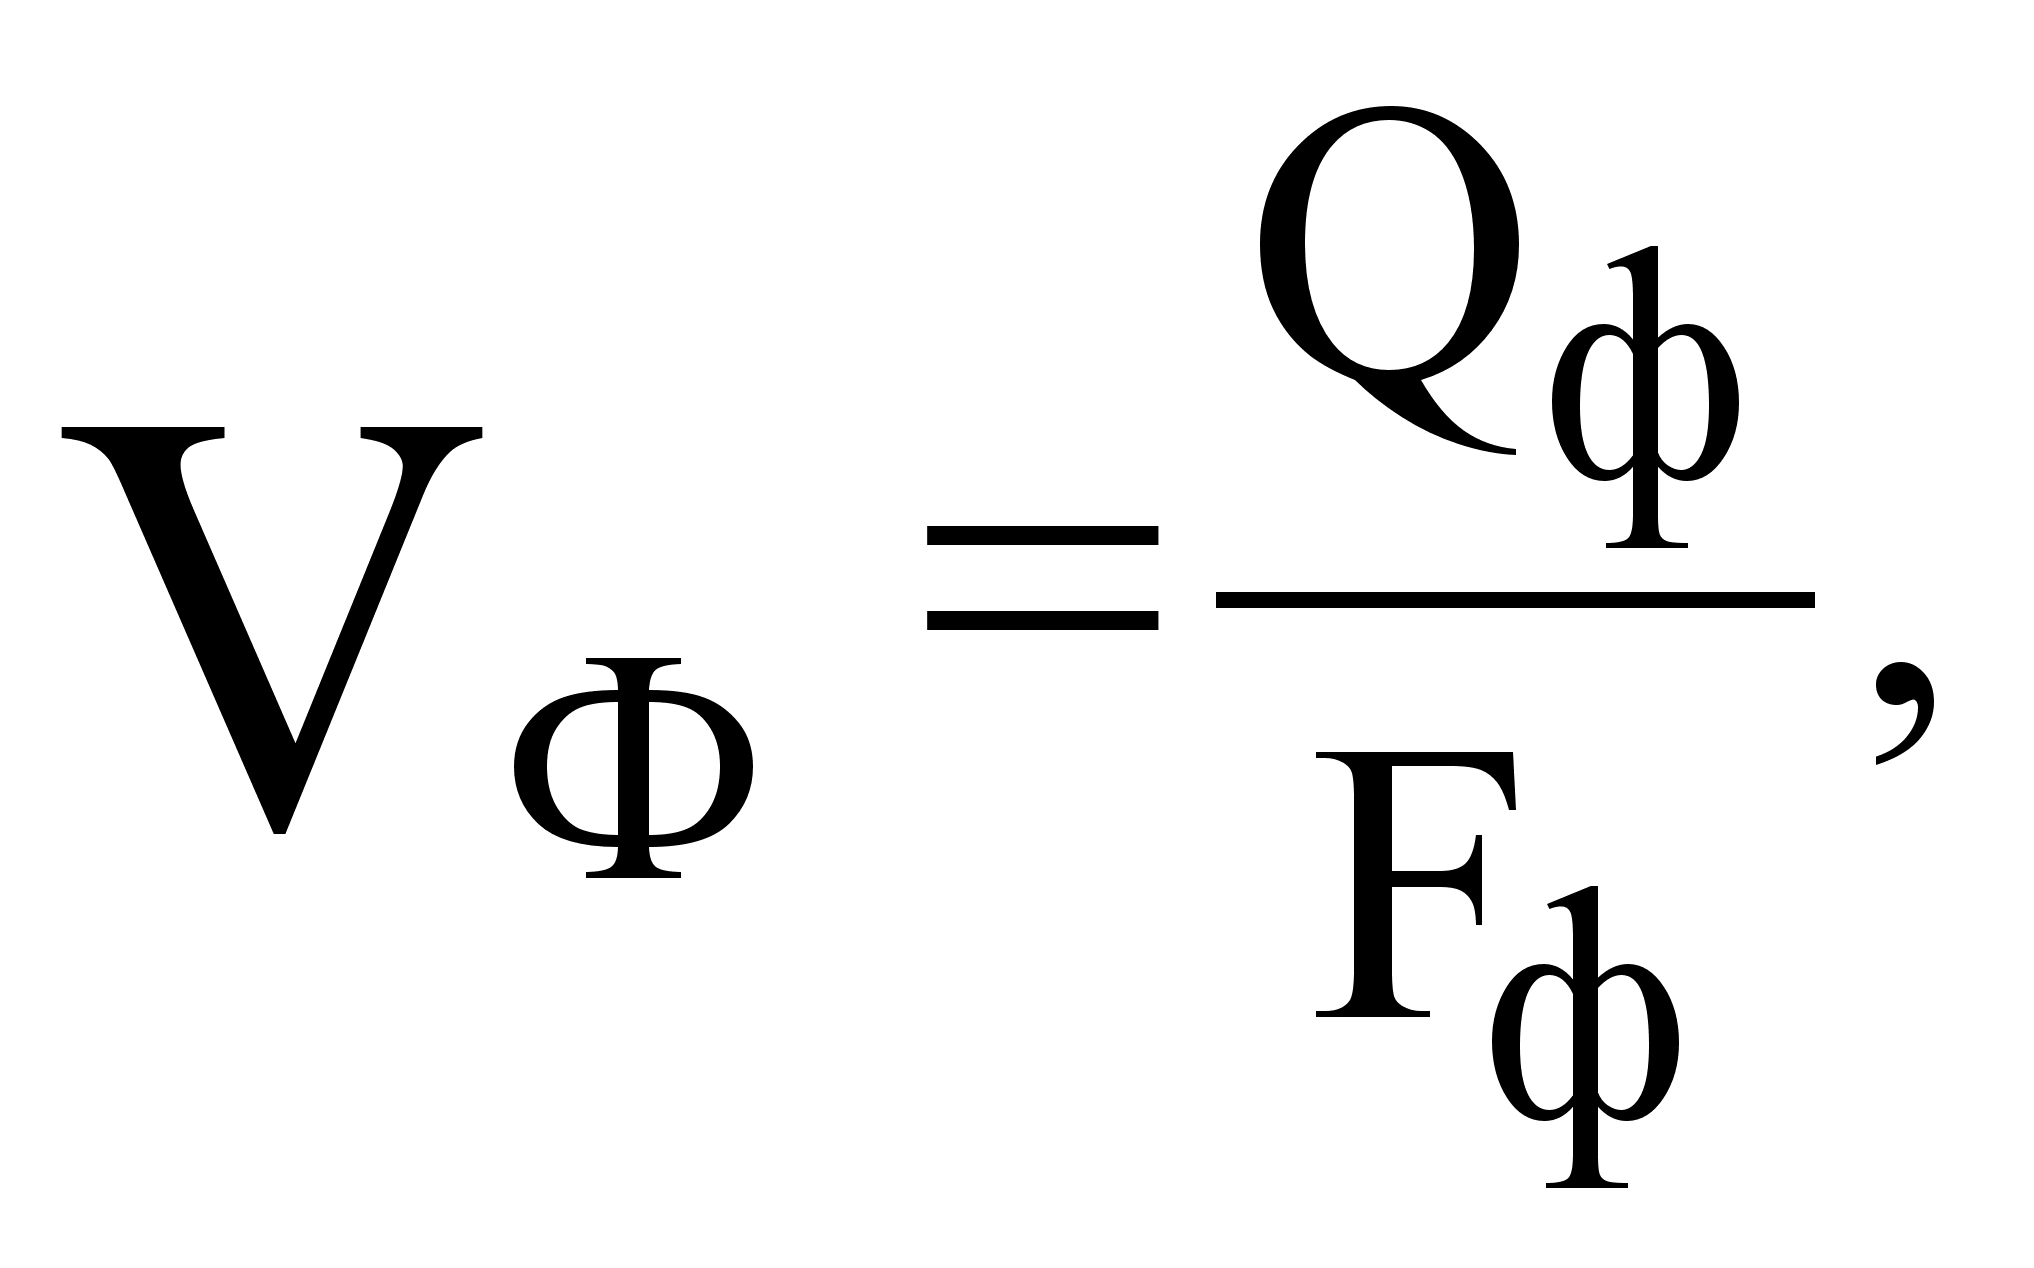 V_Ф = Q_ф / F_ф ,